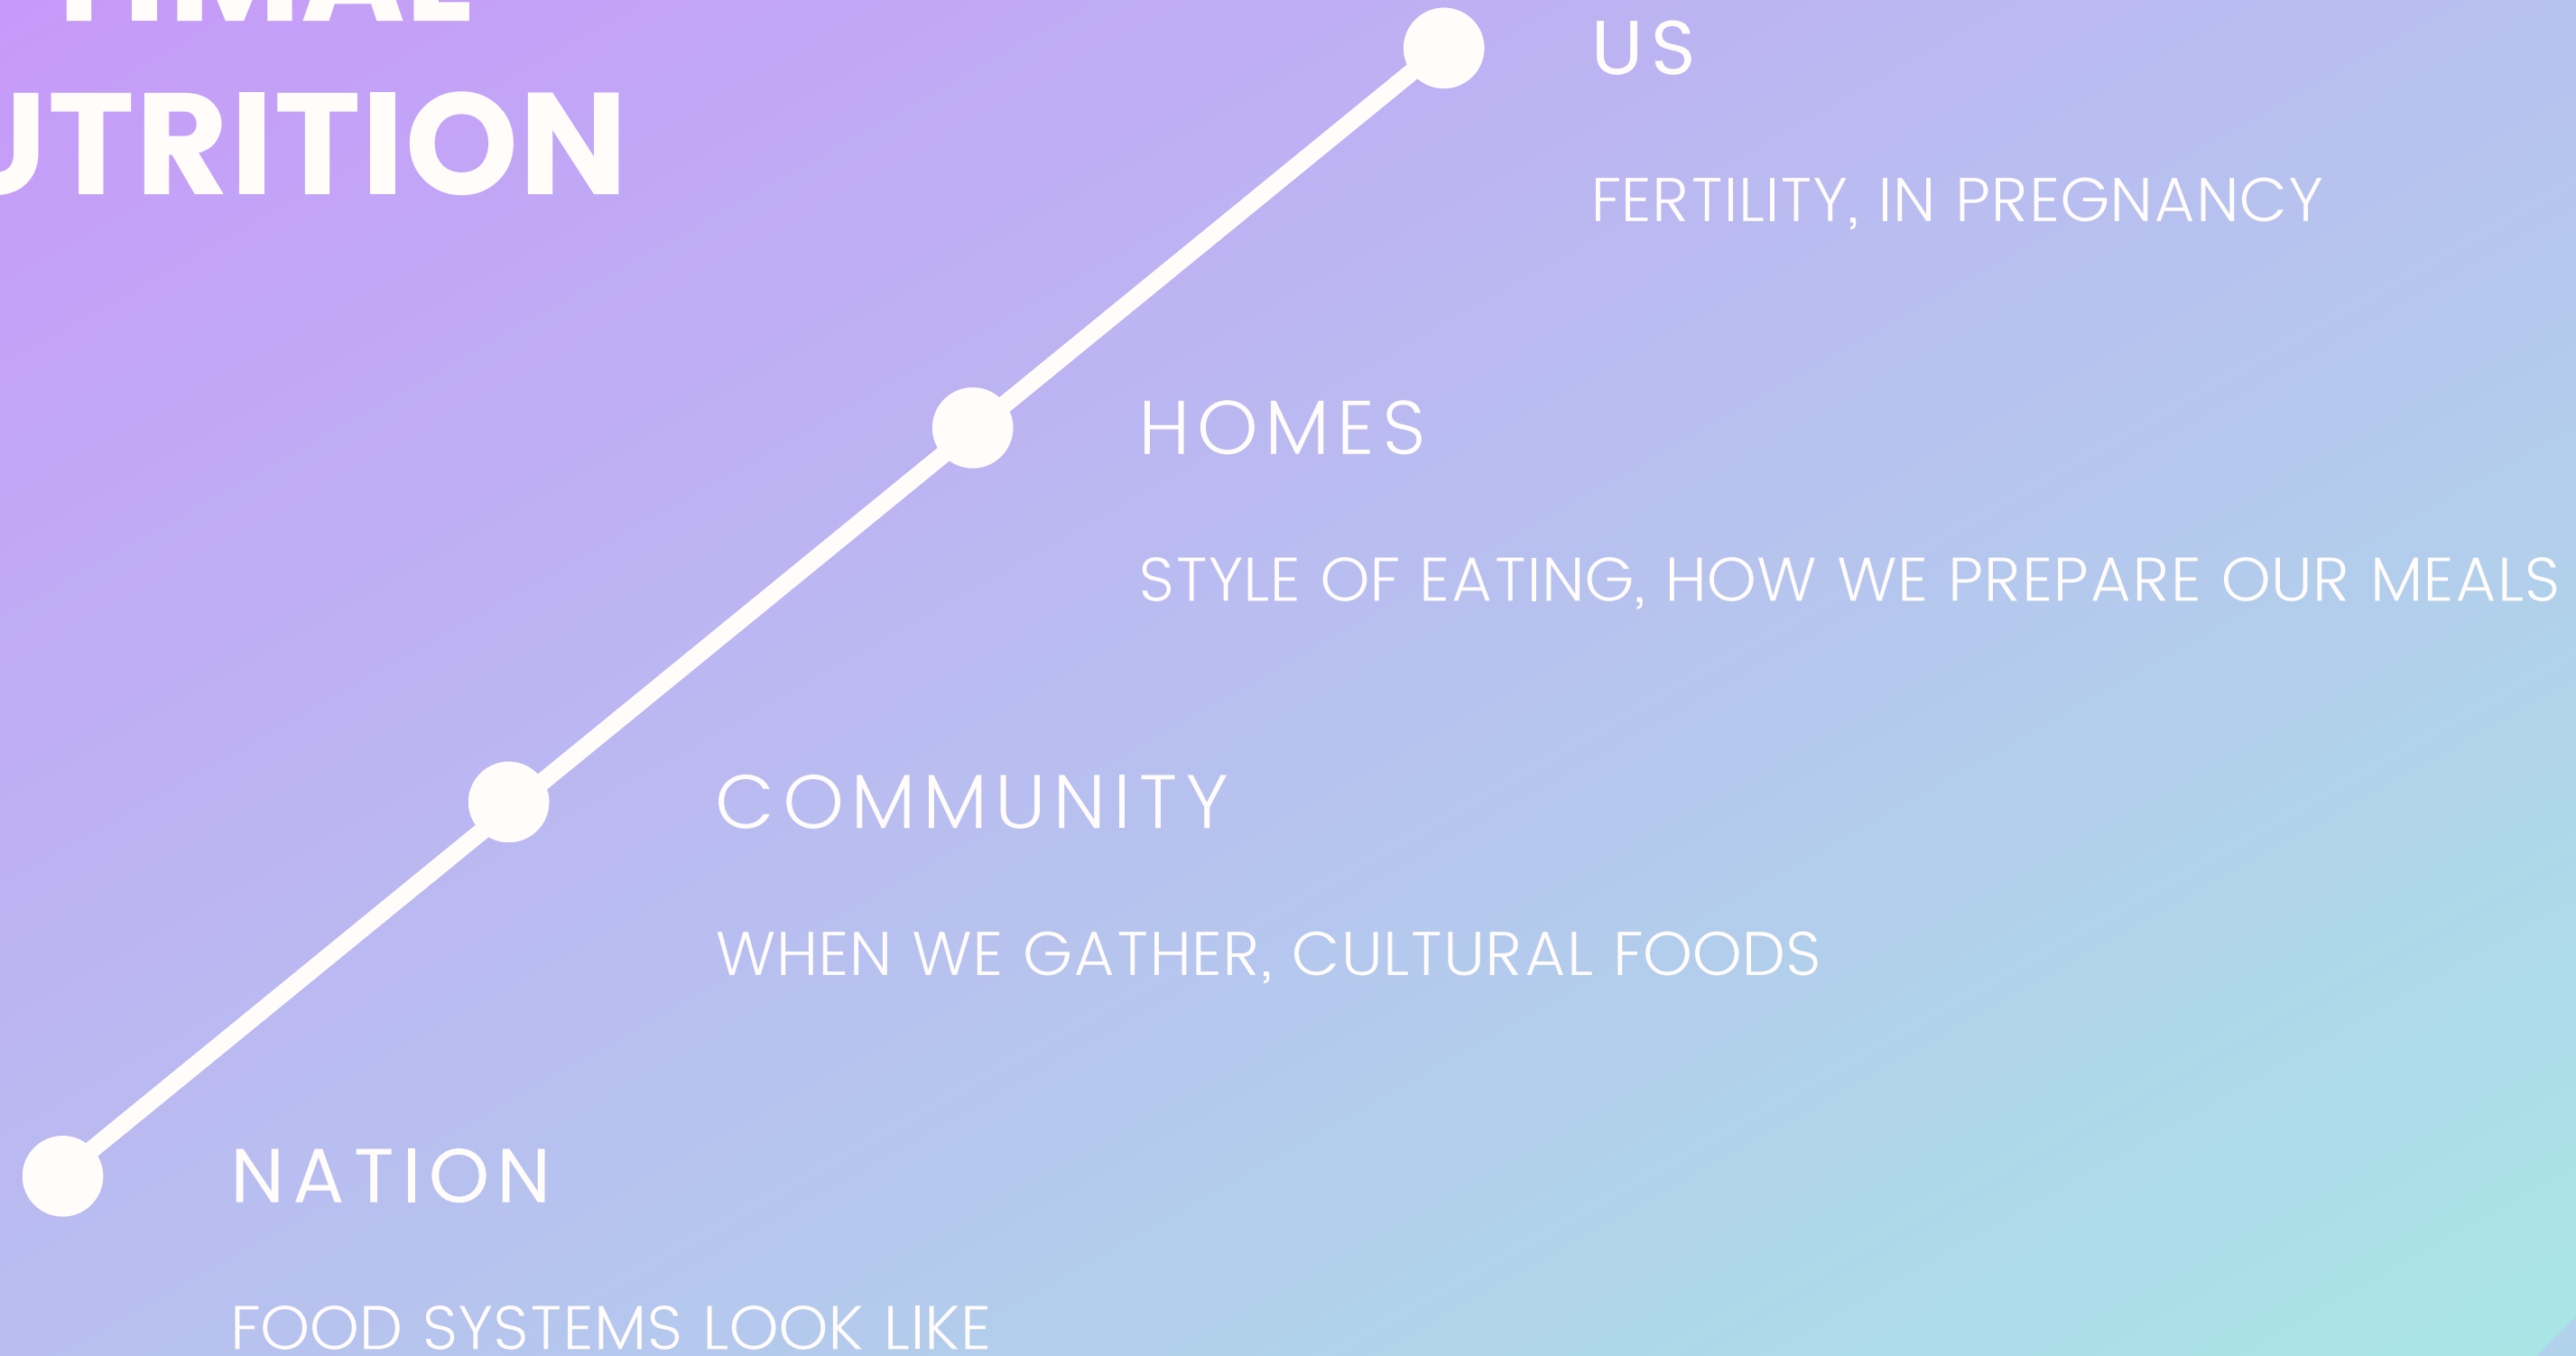 UTRITION
US
FERTILITY, IN PREGNANCY
HOMES
STYLE OF EATING, HOW WE PREPARE OUR MEALS
COMMUNITY
WHEN WE GATHER, CULTURAL FOODS
NATION
FOOD SYSTEMS LOOK LIKE